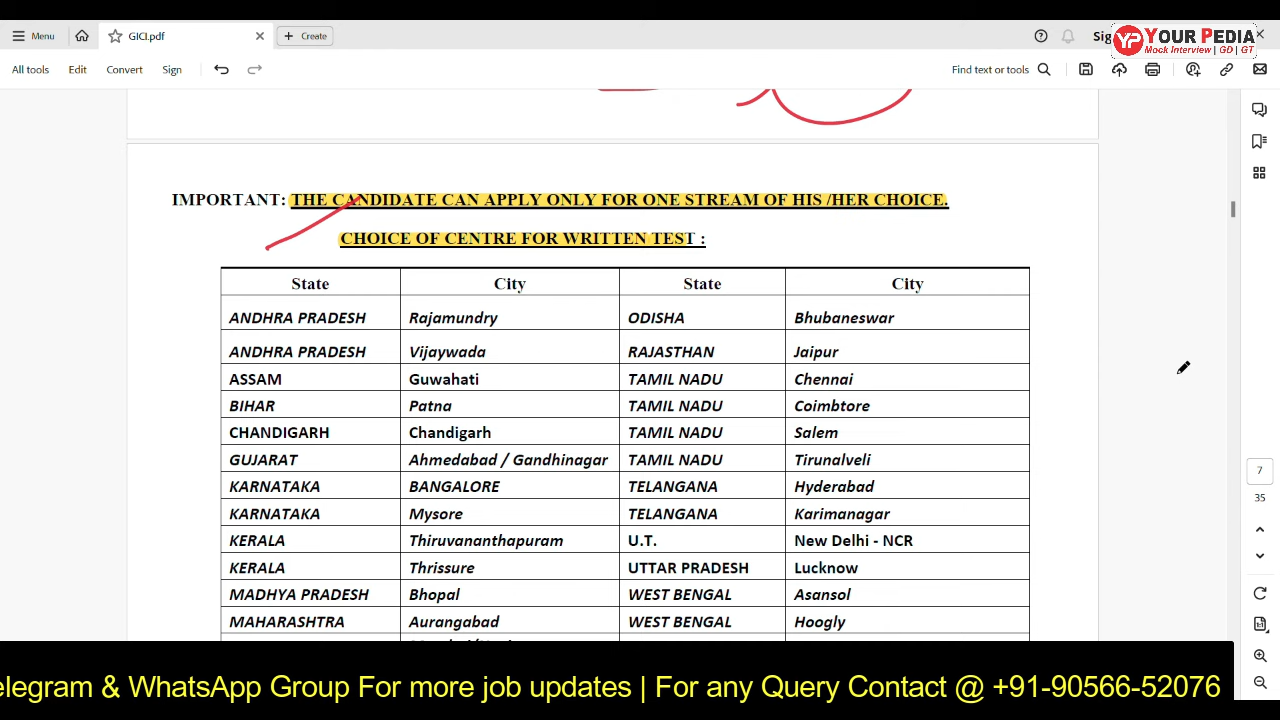 Menu
GICI.pdf
Create
Sig
YP YOUR PEDIA
Mock Interview | GD | GT
All tools Edit Convert Sign
Find text or tools
IMPORTANT: THE CANDIDATE CAN APPLY ONLY FOR ONE STREAM OF HIS /HER CHOICE.
CHOICE OF CENTRE FOR WRITTEN TEST :
State City State City
ANDHRA PRADESH Rajamundry ODISHA Bhubaneswar
ANDHRA PRADESH Vijaywada RAJASTHAN Jaipur
ASSAM Guwahati TAMIL NADU Chennai
BIHAR Patna TAMIL NADU Coimbtore
CHANDIGARH Chandigarh TAMIL NADU Salem
GUJARAT Ahmedabad / Gandhinagar TAMIL NADU Tirunalveli
KARNATAKA BANGALORE TELANGANA Hyderabad
KARNATAKA Mysore TELANGANA Karimanagar
KERALA Thiruvananthapuram U.T. New Delhi - NCR
KERALA Thrissure UTTAR PRADESH Lucknow
MADHYA PRADESH Bhopal WEST BENGAL Asansol
MAHARASHTRA Aurangabad WEST BENGAL Hoogly
7
35
elegram & WhatsApp Group For more job updates | For any Query Contact @ +91-90566-52076